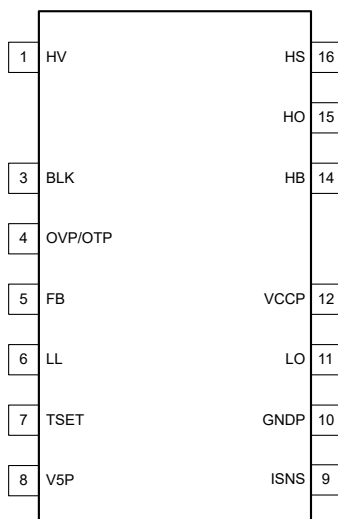 1 HV HS 16
HO 15
3 BLK HB 14
4 OVP/OTP
5 FB VCCP 12
6 LL LO 11
7 TSET GNDP 10
8 V5P ISNS 9